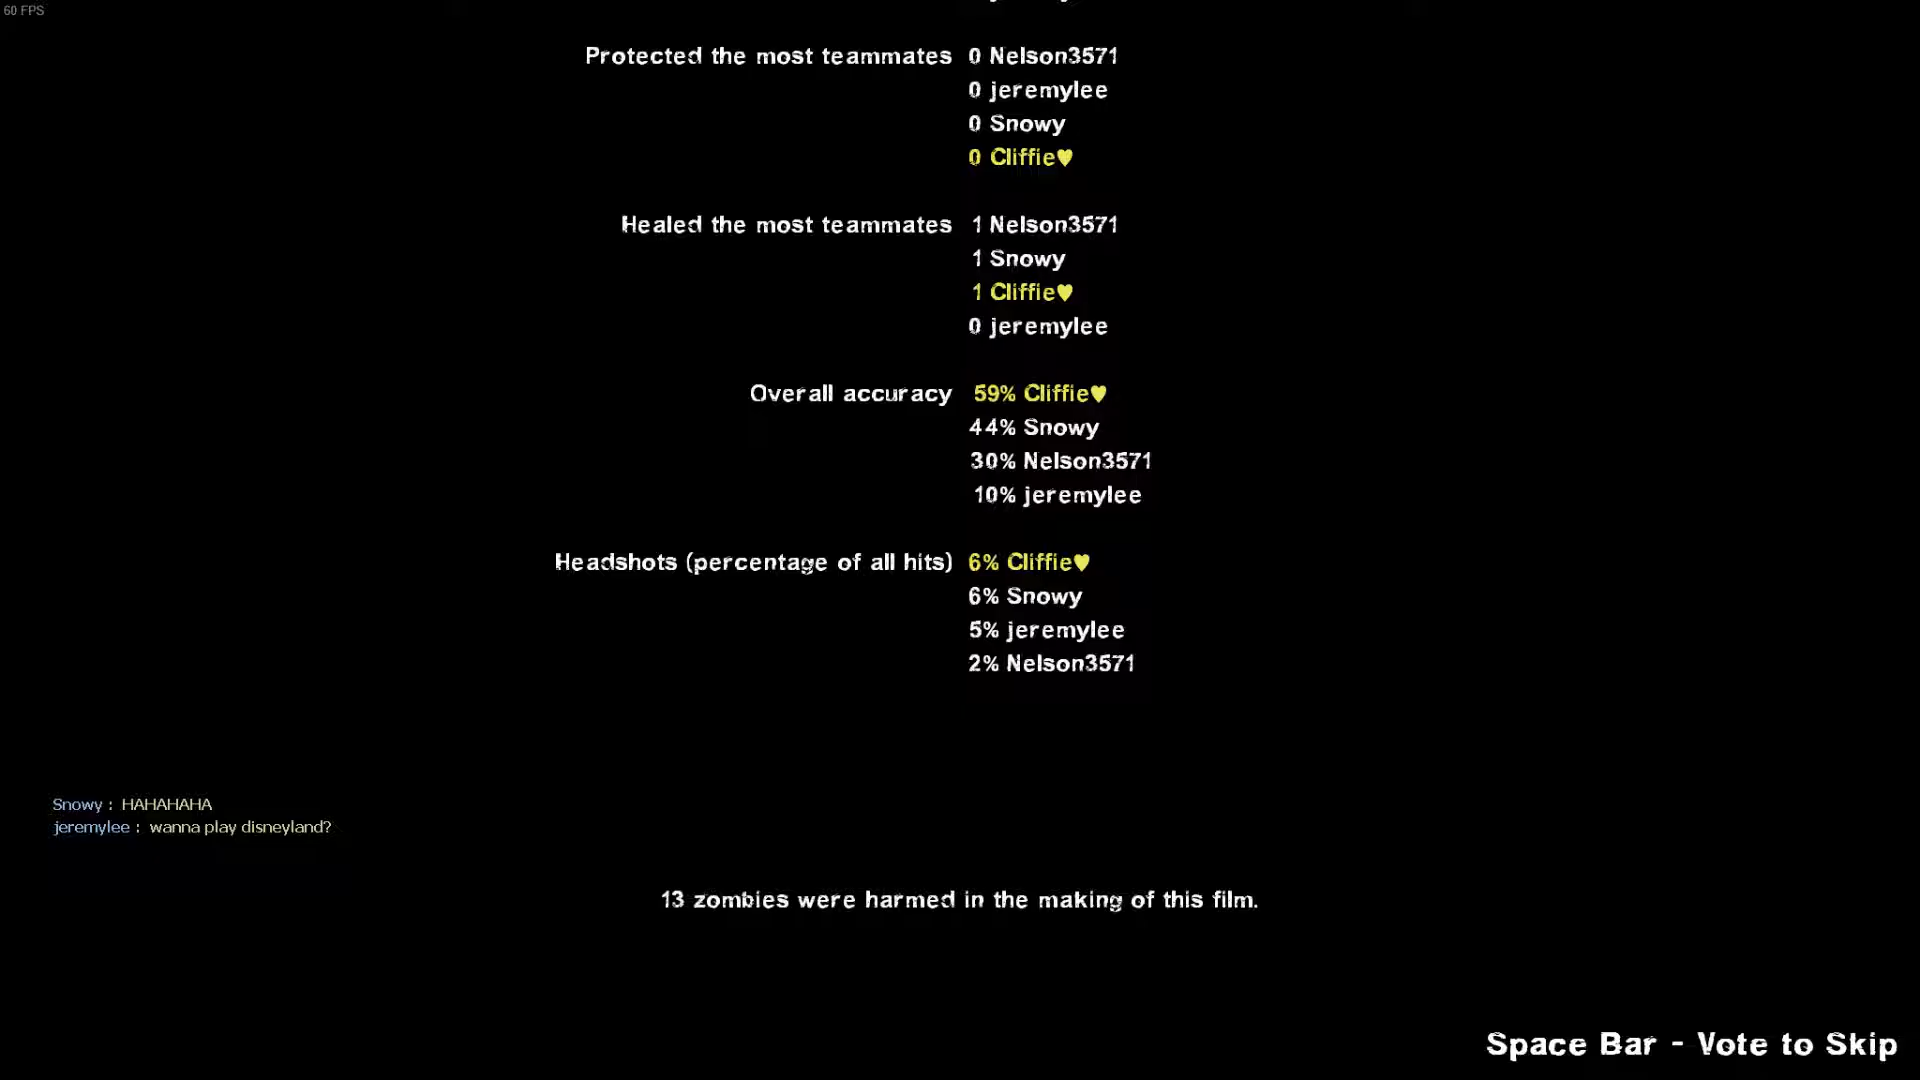 60 FPS
Protected the most teammates 0 Nelson3571
0 jeremylee
0 Snowy
0 Cliffie♥
Healed the most teammates 1 Nelson3571
1 Snowy
1 Cliffie♥
0 jeremylee
Overall accuracy 59% Cliffie♥
44% Snowy
30% Nelson3571
10% jeremylee
Headshots (percentage of all hits) 6% Cliffie♥
6% Snowy
5% jeremylee
2% Nelson3571
Snowy : HAHAHAHA
jeremylee : wanna play disneyland?
13 zombies were harmed in the making of this film.
Space Bar - Vote to Skip